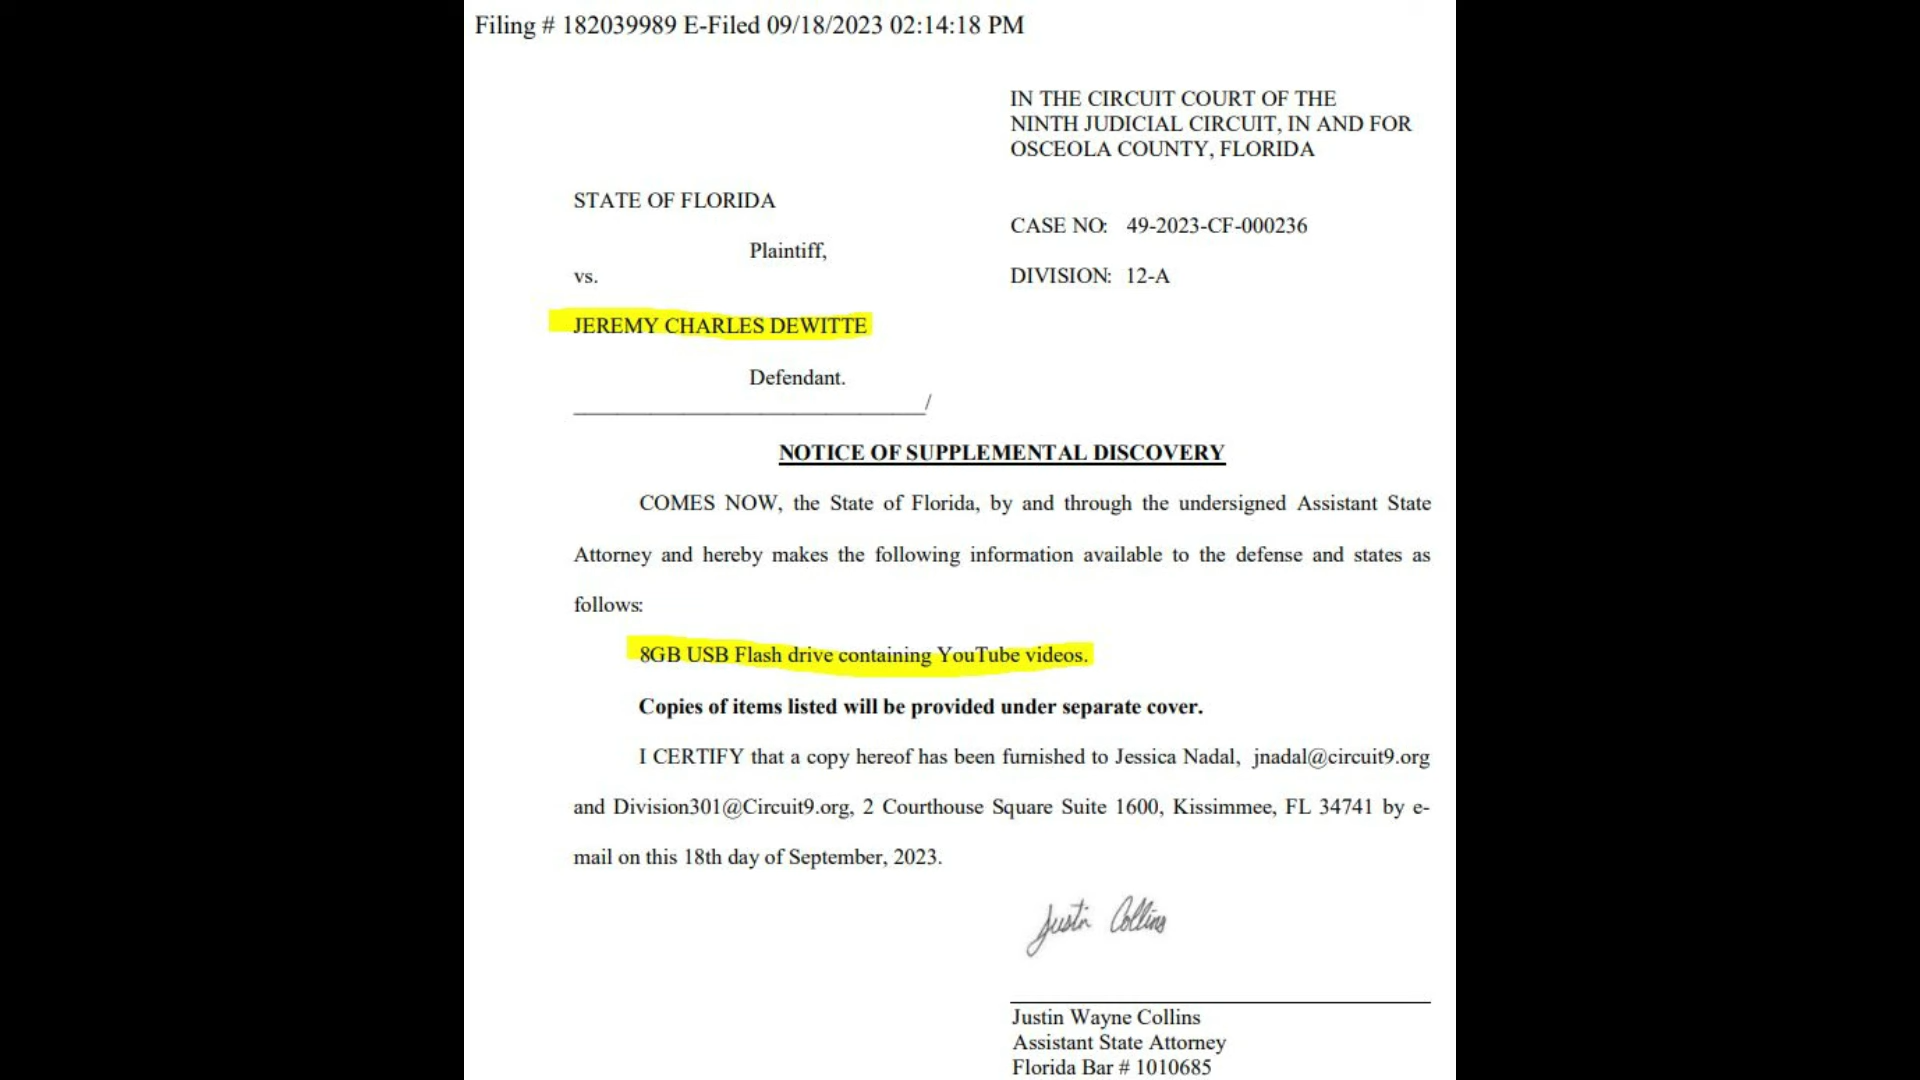 Filing # 182039989 E-Filed 09/18/2023 02:14:18 PM
IN THE CIRCUIT COURT OF THE
NINTH JUDICIAL CIRCUIT, IN AND FOR
OSCEOLA COUNTY, FLORIDA
STATE OF FLORIDA
CASE NO: 49-2023-CF-000236
Plaintiff,
vs.
DIVISION: 12-A
JEREMY CHARLES DEWITTE
Defendant.
/
NOTICE OF SUPPLEMENTAL DISCOVERY
COMES NOW, the State of Florida, by and through the undersigned Assistant State
Attorney and hereby makes the following information available to the defense and states as
follows:
8GB USB Flash drive containing YouTube videos.
Copies of items listed will be provided under separate cover.
I CERTIFY that a copy hereof has been furnished to Jessica Nadal, jnadal@circuit9.org
and Division301@Circuit9.org, 2 Courthouse Square Suite 1600, Kissimmee, FL 34741 by e-
mail on this 18th day of September, 2023.
Justin Collins
Justin Wayne Collins
Assistant State Attorney
Florida Bar # 1010685